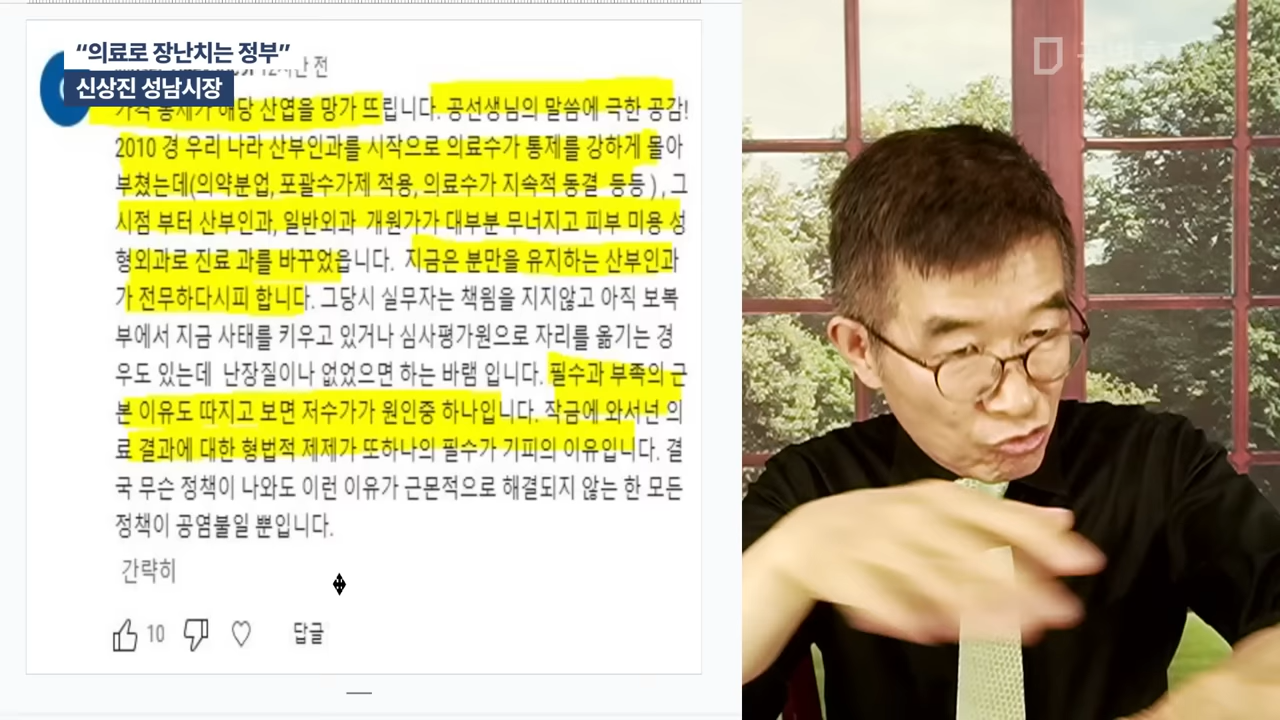 “의료로 장난치는 정부”
신상진 성남시장
시간 전
해당 산엽을 망가 뜨립니다. 공선생님의 말씀에 극한 공감!
2010 경 우리 나라 산부인과를 시작으로 의료수가 통제를 강하게 몰아
부쳤는데(의약분업, 포괄수가제 적용, 의료수가 지속적 동결 등등 ) , 그
시점 부터 산부인과, 일반외과 개원가가 대부분 무너지고 피부 미용 성
형외과로 진료 과를 바꾸었읍니다. 지금은 분만을 유지하는 산부인과
가 전무하다시피 합니다. 그당시 실무자는 책임을 지지않고 아직 보복
부에서 지금 사태를 키우고 있거나 심사평가원으로 자리를 옮기는 경
우도 있는데 난장질이나 없었으면 하는 바램 입니다. 필수과 부족의 근
본 이유도 따지고 보면 저수가가 원인중 하나입니다. 작금에 와서넌 의
료 결과에 대한 형법적 제제가 또하나의 필수가 기피의 이유입니다. 결
국 무슨 정책이 나와도 이런 이유가 근문적으로 해결되지 않는 한 모든
정책이 공염불일 뿐입니다.
간략히
10
답글